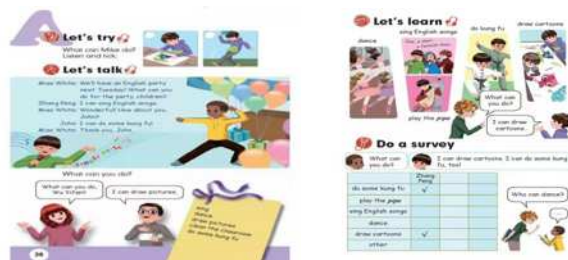 A
Let's try
What can Mike do?
Listen and tick.
Let's talk
Miss White: We'll have an English party
next Tuesday! What can you
do for the party, children?
Zhang Peng: I can sing English songs.
Miss White: Wonderful! How about you,
John?
John: I can do some kung fu.
Miss White: Thank you, John.
What can you do?
What can you do,
Wu Yifan?
I can draw pictures.
sing
dance
draw pictures
clean the classroom
do some kung fu
38
Let's learn
dance
sing English songs
do kung fu
draw cartoons
play the pipa
What can
you do?
I can draw
cartoons.
Do a survey
What can
you do?
I can draw cartoons. I can do some kung
fu, too!
Zhang
Peng
do some kung fu ✓
play the pipa
sing English songs
dance
draw cartoons ✓
other
Who can dance?